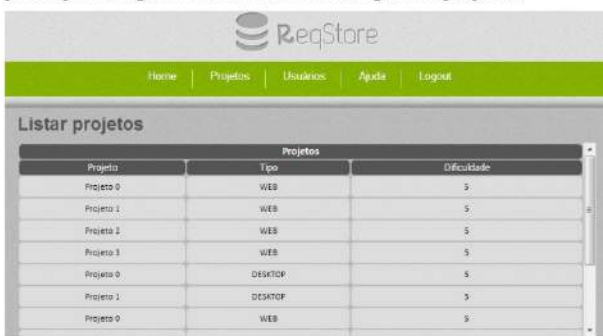 ReqStore
Home Projetos Usuários Ajuda Logout
Listar projetos
Projetos
Projeto Tipo Dificuldade
Projeto 0 WEB 5
Projeto 1 WEB 5
Projeto 2 WEB 5
Projeto 3 WEB 5
Projeto 0 DESKTOP 5
Projeto 1 DESKTOP 5
Projeto 0 WEB 5